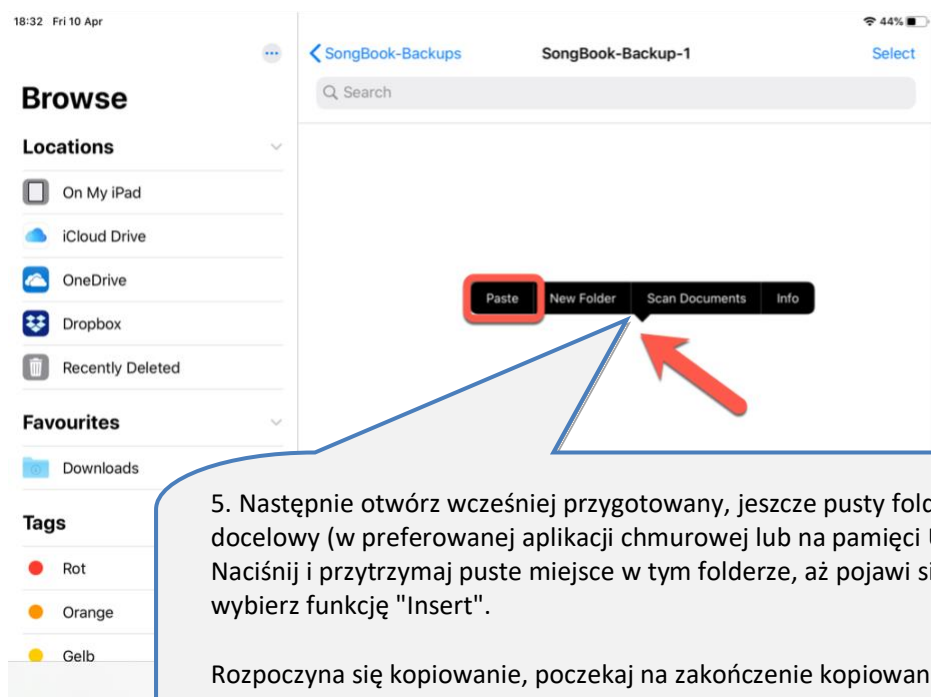 18:32 Fri 10 Apr
44%
SongBook-Backups
SongBook-Backup-1
Select
Browse
Search
Locations
On My iPad
iCloud Drive
OneDrive
Dropbox
Recently Deleted
Paste
New Folder
Scan Documents
Info
Favourites
Downloads
Tags
Rot
Orange
Gelb
5. Następnie otwórz wcześniej przygotowany, jeszcze pusty
docelowy (w preferowanej aplikacji chmurowej lub na pamięci
Naciśnij i przytrzymaj puste miejsce w tym folderze, aż pojawi
wybierz funkcję "Insert".
Rozpoczyna się kopiowanie, poczekaj na zakończenie